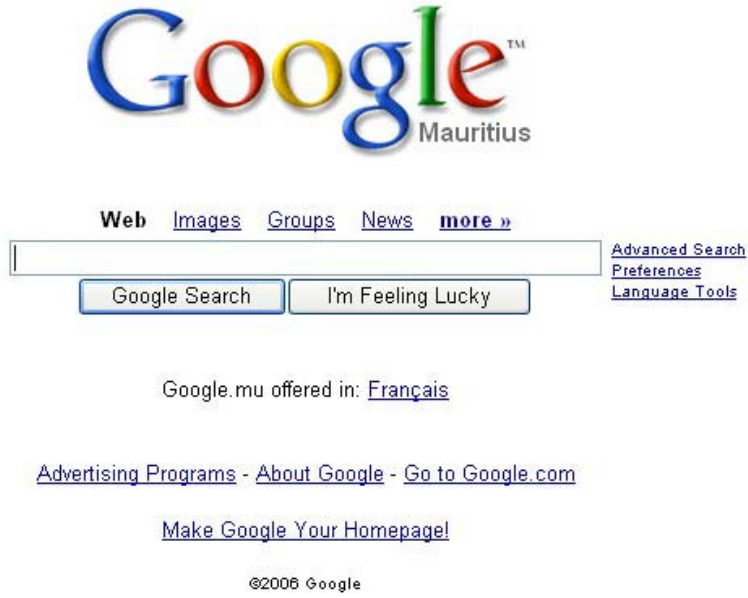 Google™
Mauritius
Web Images Groups News more »
Advanced Search
Preferences
Language Tools
Google Search I'm Feeling Lucky
Google.mu offered in: Français
Advertising Programs - About Google - Go to Google.com
Make Google Your Homepage!
©2006 Google